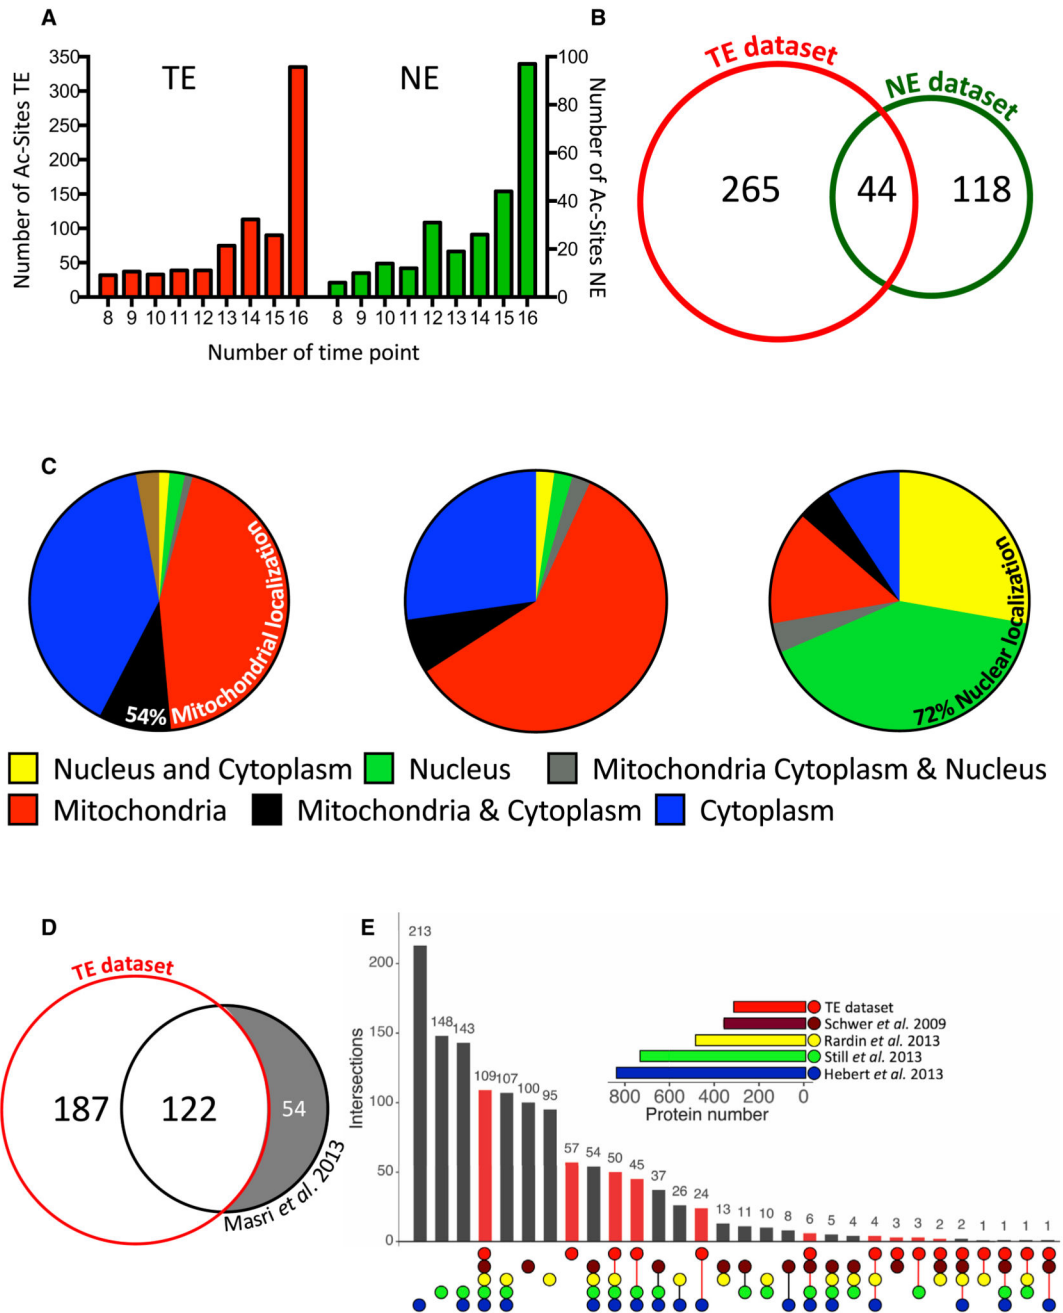 A
Number of Ac-Sites TE
350
300
250
200
150
100
50
0
TE
NE
100
80
60
40
20
0
Number of Ac-Sites NE
8 9 10 11 12 13 14 15 16
8 9 10 11 12 13 14 15 16
Number of time point
B
TE dataset
NE dataset
265
44
118
C
54% Mitochondrial localization
72% Nuclear localization
Nucleus and Cytoplasm
Nucleus
Mitochondria Cytoplasm & Nucleus
Mitochondria
Mitochondria & Cytoplasm
Cytoplasm
D
TE dataset
187
122
54
Masri et al. 2013
E
Intersections
200
150
100
50
0
213
148
143
109
107
100
95
57
54
50
45
37
26
24
13
11
10
8
6
5
4
4
3
3
2
2
1
1
1
1
TE dataset
Schwer et al. 2009
Rardin et al. 2013
Still et al. 2013
Hebert et al. 2013
800 600 400 200 0
Protein number